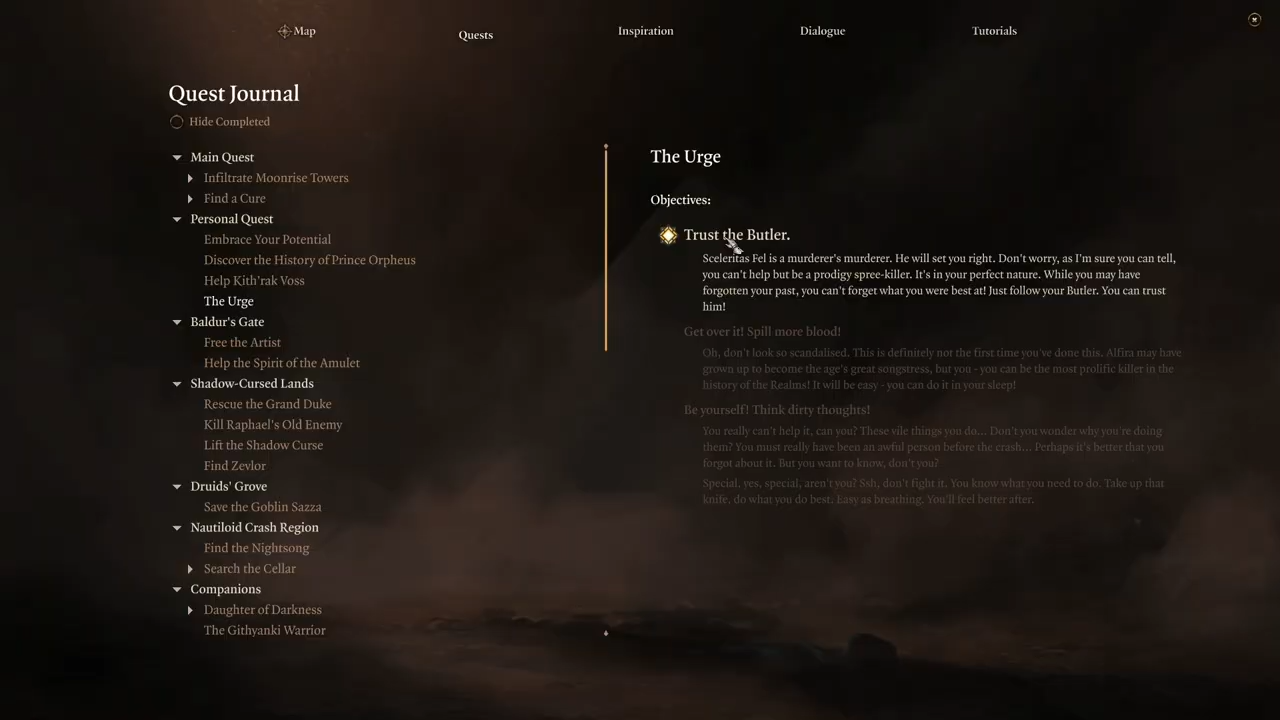 Map
Quests
Inspiration
Dialogue
Tutorials
Quest Journal
Hide Completed
Main Quest
Infiltrate Moonrise Towers
Find a Cure
Personal Quest
Embrace Your Potential
Discover the History of Prince Orpheus
Help Kith'rak Voss
The Urge
Baldur's Gate
Free the Artist
Help the Spirit of the Amulet
Shadow-Cursed Lands
Rescue the Grand Duke
Kill Raphael's Old Enemy
Lift the Shadow Curse
Find Zevlor
Druids' Grove
Save the Goblin Sazza
Nautiloid Crash Region
Find the Nightsong
Search the Cellar
Companions
Daughter of Darkness
The Githyanki Warrior
The Urge
Objectives:
Trust the Butler.
Sceleritas Fel is a murderer's murderer. He will set you right. Don't worry, as I'm sure you can tell,
you can't help but be a prodigy spree-killer. It's in your perfect nature. While you may have
forgotten your past, you can't forget what you were best at! Just follow your Butler. You can trust
him!
Get over it! Spill more blood!
Oh, don't look so scandalised. This is definitely not the first time you've done this. Alfira may have
grown up to become the age's great songstress, but you - you can be the most prolific killer in the
history of the Realms! It will be easy - you can do it in your sleep!
Be yourself! Think dirty thoughts!
You really can't help it, can you? These vile things you do... Don't you wonder why you're doing
them? You must really have been an awful person before the crash... Perhaps it's better that you
forgot about it. But you want to know, don't you?
Special, yes, special, aren't you? Ssh, don't fight it. You know what you need to do. Take up that
knife, do what you do best. Easy as breathing. You'll feel better after.